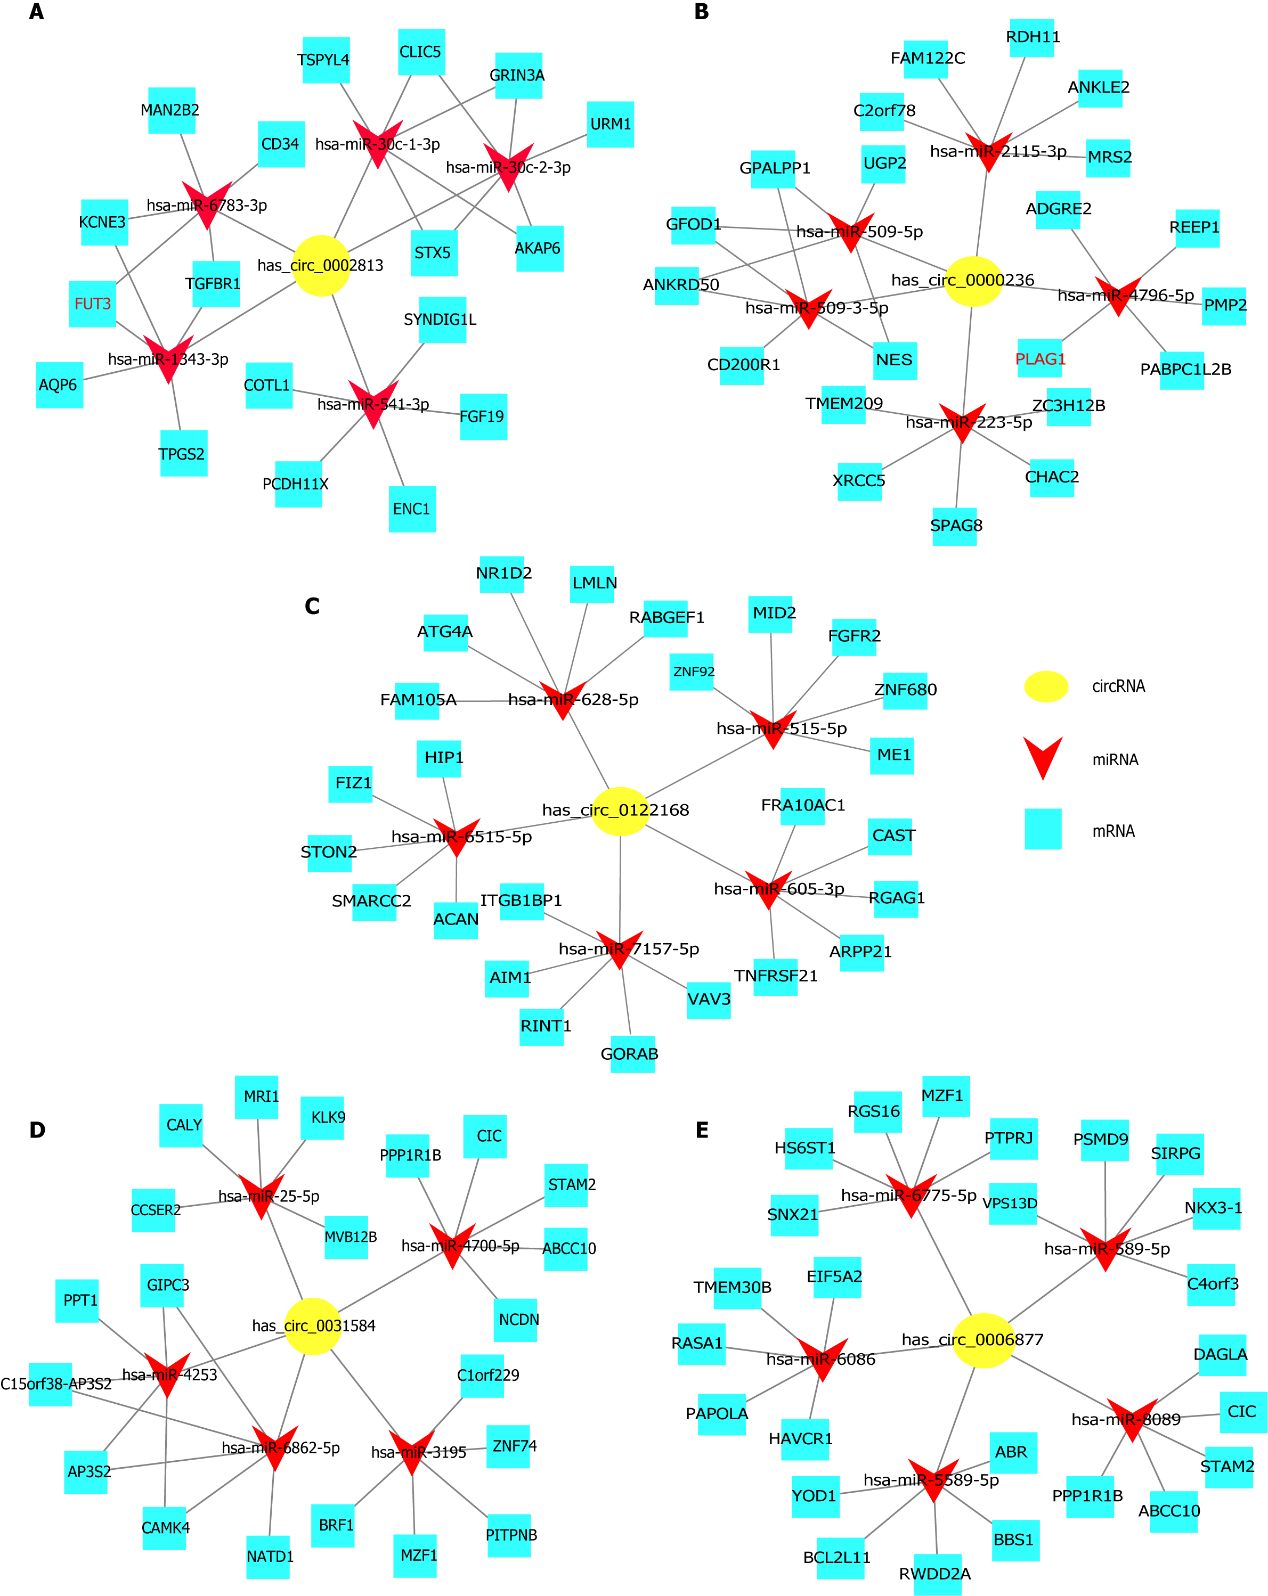 A
TSPYL4
CLIC5
GRIN3A
MAN2B2
URM1
CD34
hsa-miR-30c-1-3p
hsa-miR-30c-2-3p
hsa-miR-6783-3p
KCNE3
has_circ_0002813
STX5
AKAP6
TGFBR1
FUT3
SYNDIG1L
hsa-miR-1343-3p
AQP6
COTL1
hsa-miR-541-3p
FGF19
TPGS2
PCDH11X
ENC1
B
RDH11
FAM122C
ANKLE2
C2orf78
hsa-miR-2115-3p
MRS2
GPALPP1
UGP2
ADGRE2
GFOD1
hsa-miR-509-5p
REEP1
ANKRD50
has_circ_0000236
hsa-miR-4796-5p
hsa-miR-509-3-5p
PMP2
CD200R1
NES
PLAG1
PABPC1L2B
TMEM209
ZC3H12B
hsa-miR-223-5p
XRCC5
CHAC2
SPAG8
C
NR1D2
LMLN
RABGEF1
MID2
ATG4A
FGFR2
ZNF92
FAM105A
hsa-miR-628-5p
ZNF680
hsa-miR-515-5p
HIP1
ME1
FIZ1
has_circ_0122168
FRA10AC1
hsa-miR-6515-5p
CAST
STON2
hsa-miR-605-3p
SMARCC2
ITGB1BP1
RGAG1
ACAN
hsa-miR-7157-5p
ARPP21
AIM1
TNFRSF21
VAV3
RINT1
GORAB
circRNA
miRNA
mRNA
D
MRI1
KLK9
CALY
CIC
PPP1R1B
hsa-miR-25-5p
STAM2
CCSER2
MVB12B
hsa-miR-4700-5p
ABCC10
GIPC3
PPT1
NCDN
has_circ_0031584
hsa-miR-4253
C1orf229
C15orf38-AP3S2
hsa-miR-6862-5p
hsa-miR-3195
ZNF74
AP3S2
BRF1
CAMK4
PITPNB
NATD1
MZF1
E
MZF1
RGS16
PTPRJ
PSMD9
HS6ST1
SIRPG
hsa-miR-6775-5p
VPS13D
NKX3-1
SNX21
hsa-miR-589-5p
EIF5A2
TMEM30B
C4orf3
has_circ_0006877
RASA1
hsa-miR-6086
DAGLA
PAPOLA
hsa-miR-8089
CIC
HAVCR1
ABR
STAM2
hsa-miR-5589-5p
YOD1
PPP1R1B
ABCC10
BBS1
BCL2L11
RWDD2A